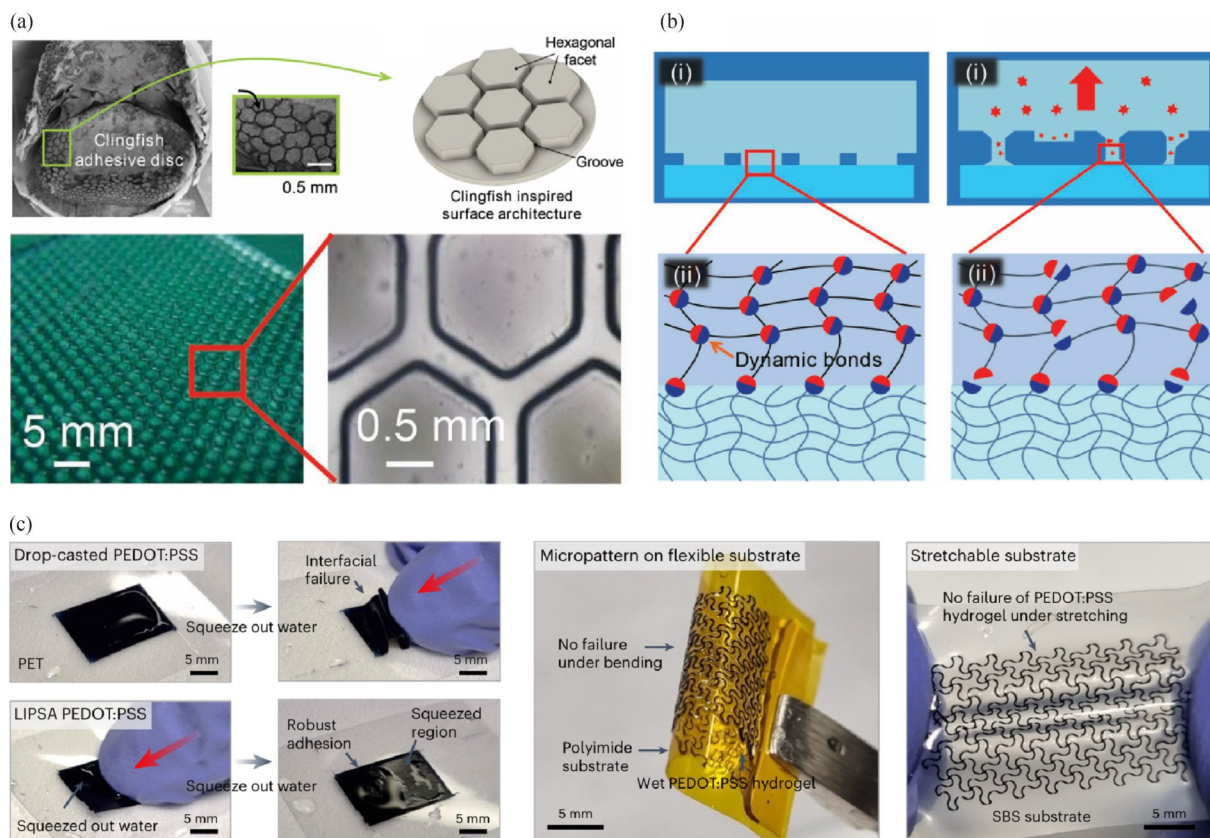 (a)
Clingfish
adhesive disc
0.5 mm
Hexagonal
facet
Groove
Clingfish inspired
surface architecture
5 mm
0.5 mm
(b)
(i)
(i)
(ii)
Dynamic bonds
(ii)
(c)
Drop-casted PEDOT:PSS
Squeeze out water
PET
5 mm
Interfacial
failure
5 mm
LIPSA PEDOT:PSS
Squeeze out water
Squeezed out water
5 mm
Robust
adhesion
Squeezed
region
5 mm
Micropattern on flexible substrate
No failure
under bending
Polyimide
substrate
Wet PEDOT:PSS hydrogel
5 mm
Stretchable substrate
No failure of PEDOT:PSS
hydrogel under stretching
SBS substrate
5 mm